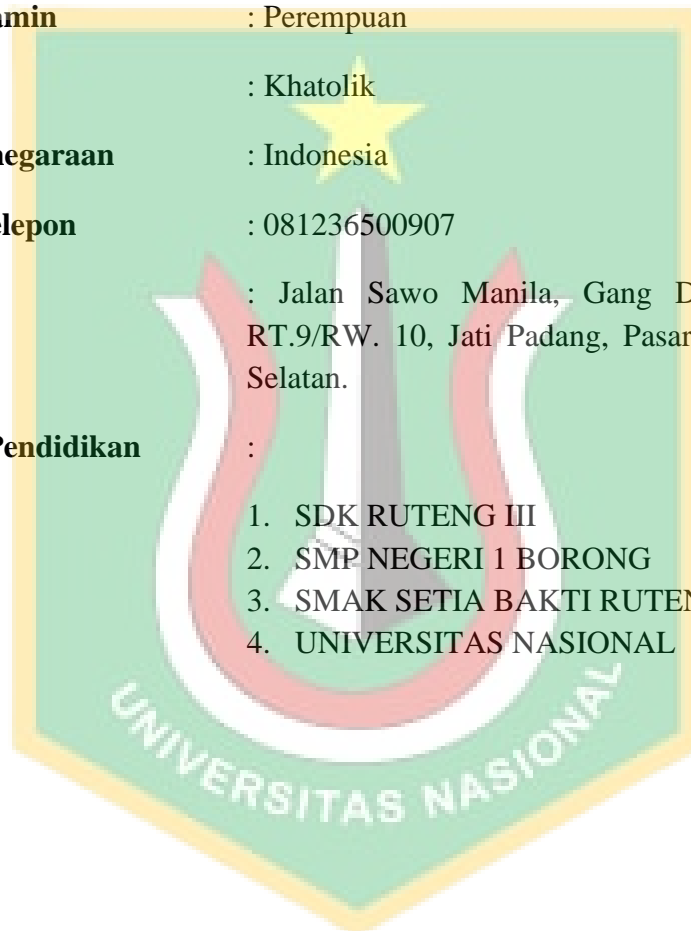 amin : Perempuan
: Khatolik
negaraan : Indonesia
elepon : 081236500907
: Jalan Sawo Manila, Gang D
RT.9/RW. 10, Jati Padang, Pasar
Selatan.
Pendidikan :
1. SDK RUTENG III
2. SMP NEGERI 1 BORONG
3. SMAK SETIA BAKTI RUTEN
4. UNIVERSITAS NASIONAL
UNIVERSITAS NASIONAL